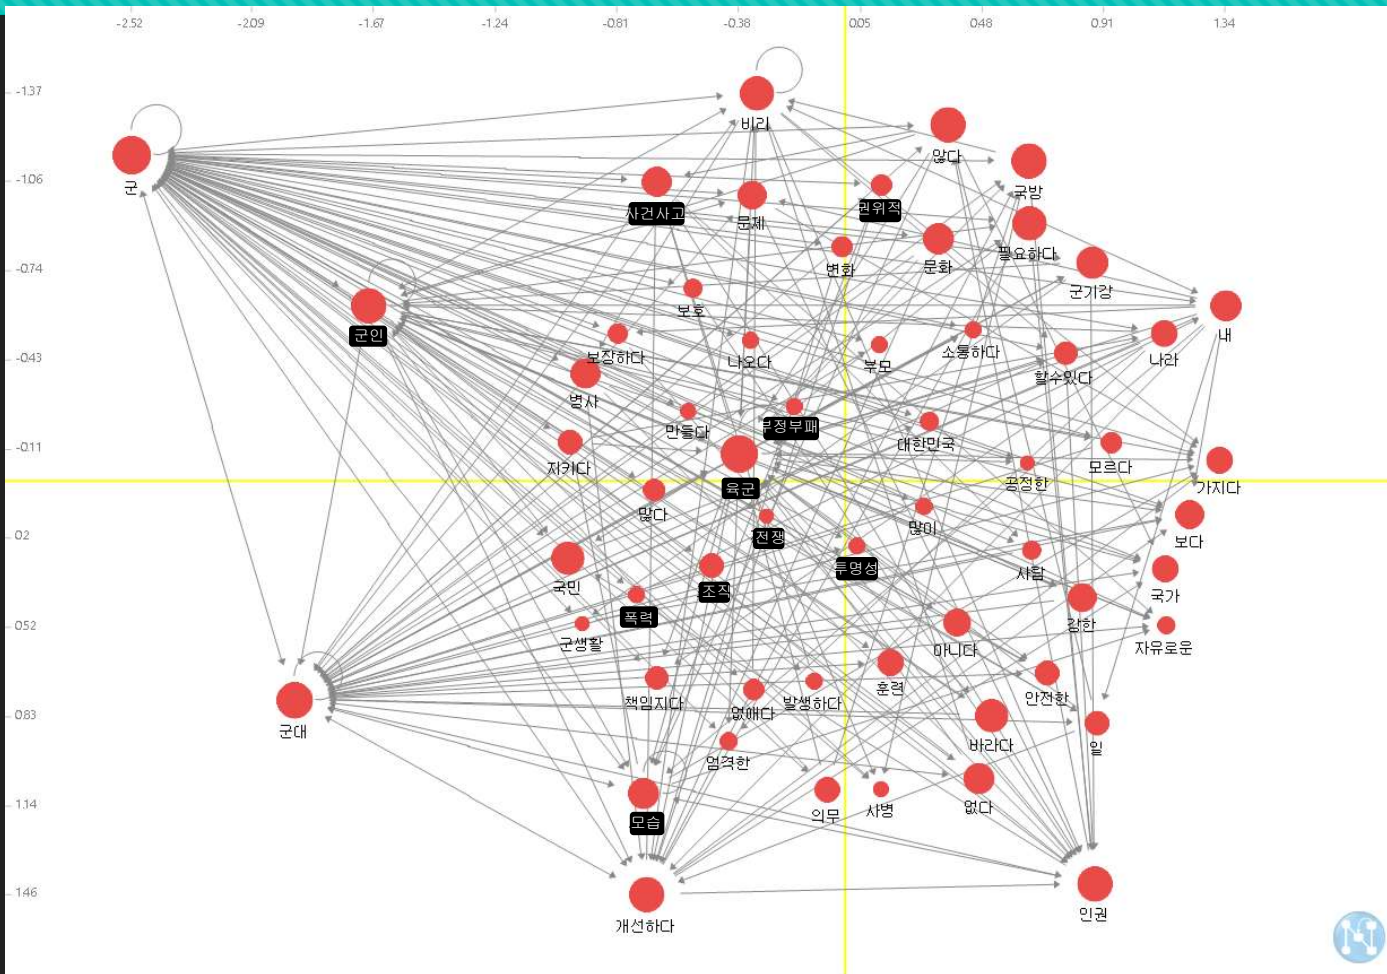 -2.52 -2.09 -1.67 -1.24 -0.81 -0.38 0.05 0.48 0.91 1.34
-1.37
비리
않다
군
국방
-1.06
사건사고
문제
권위적
변화
문화
필요하다
-0.74
군기강
보호
군인
내
보장하다
나오다
부모
소통하다
나라
-0.43
할수있다
병사
만들다
부정부패
대한민국
-0.11
지키다
모르다
육군
공정한
가지다
많다
많이
전쟁
보다
0.2
투명성
사람
국민
조직
국가
폭력
강한
0.52
군생활
아니다
자유로운
책임지다
없애다
발생하다
훈련
안전한
0.83
군대
바라다
일
엄격한
1.14
모습
의무
사병
없다
1.46
개선하다
인권
N